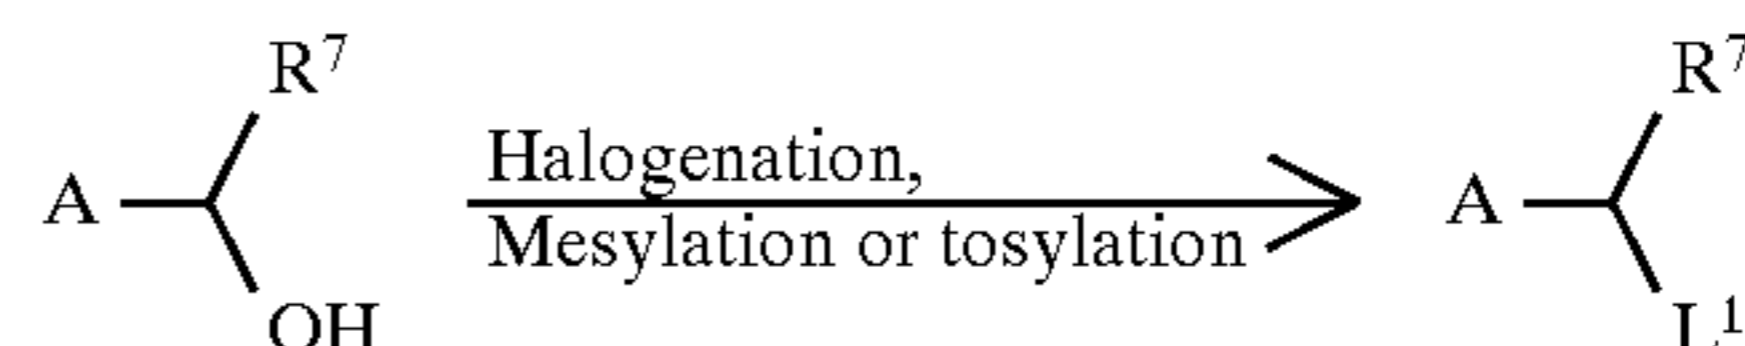 R⁷
R⁷
Halogenation,
A
A
Mesylation or tosylation
OH
L¹